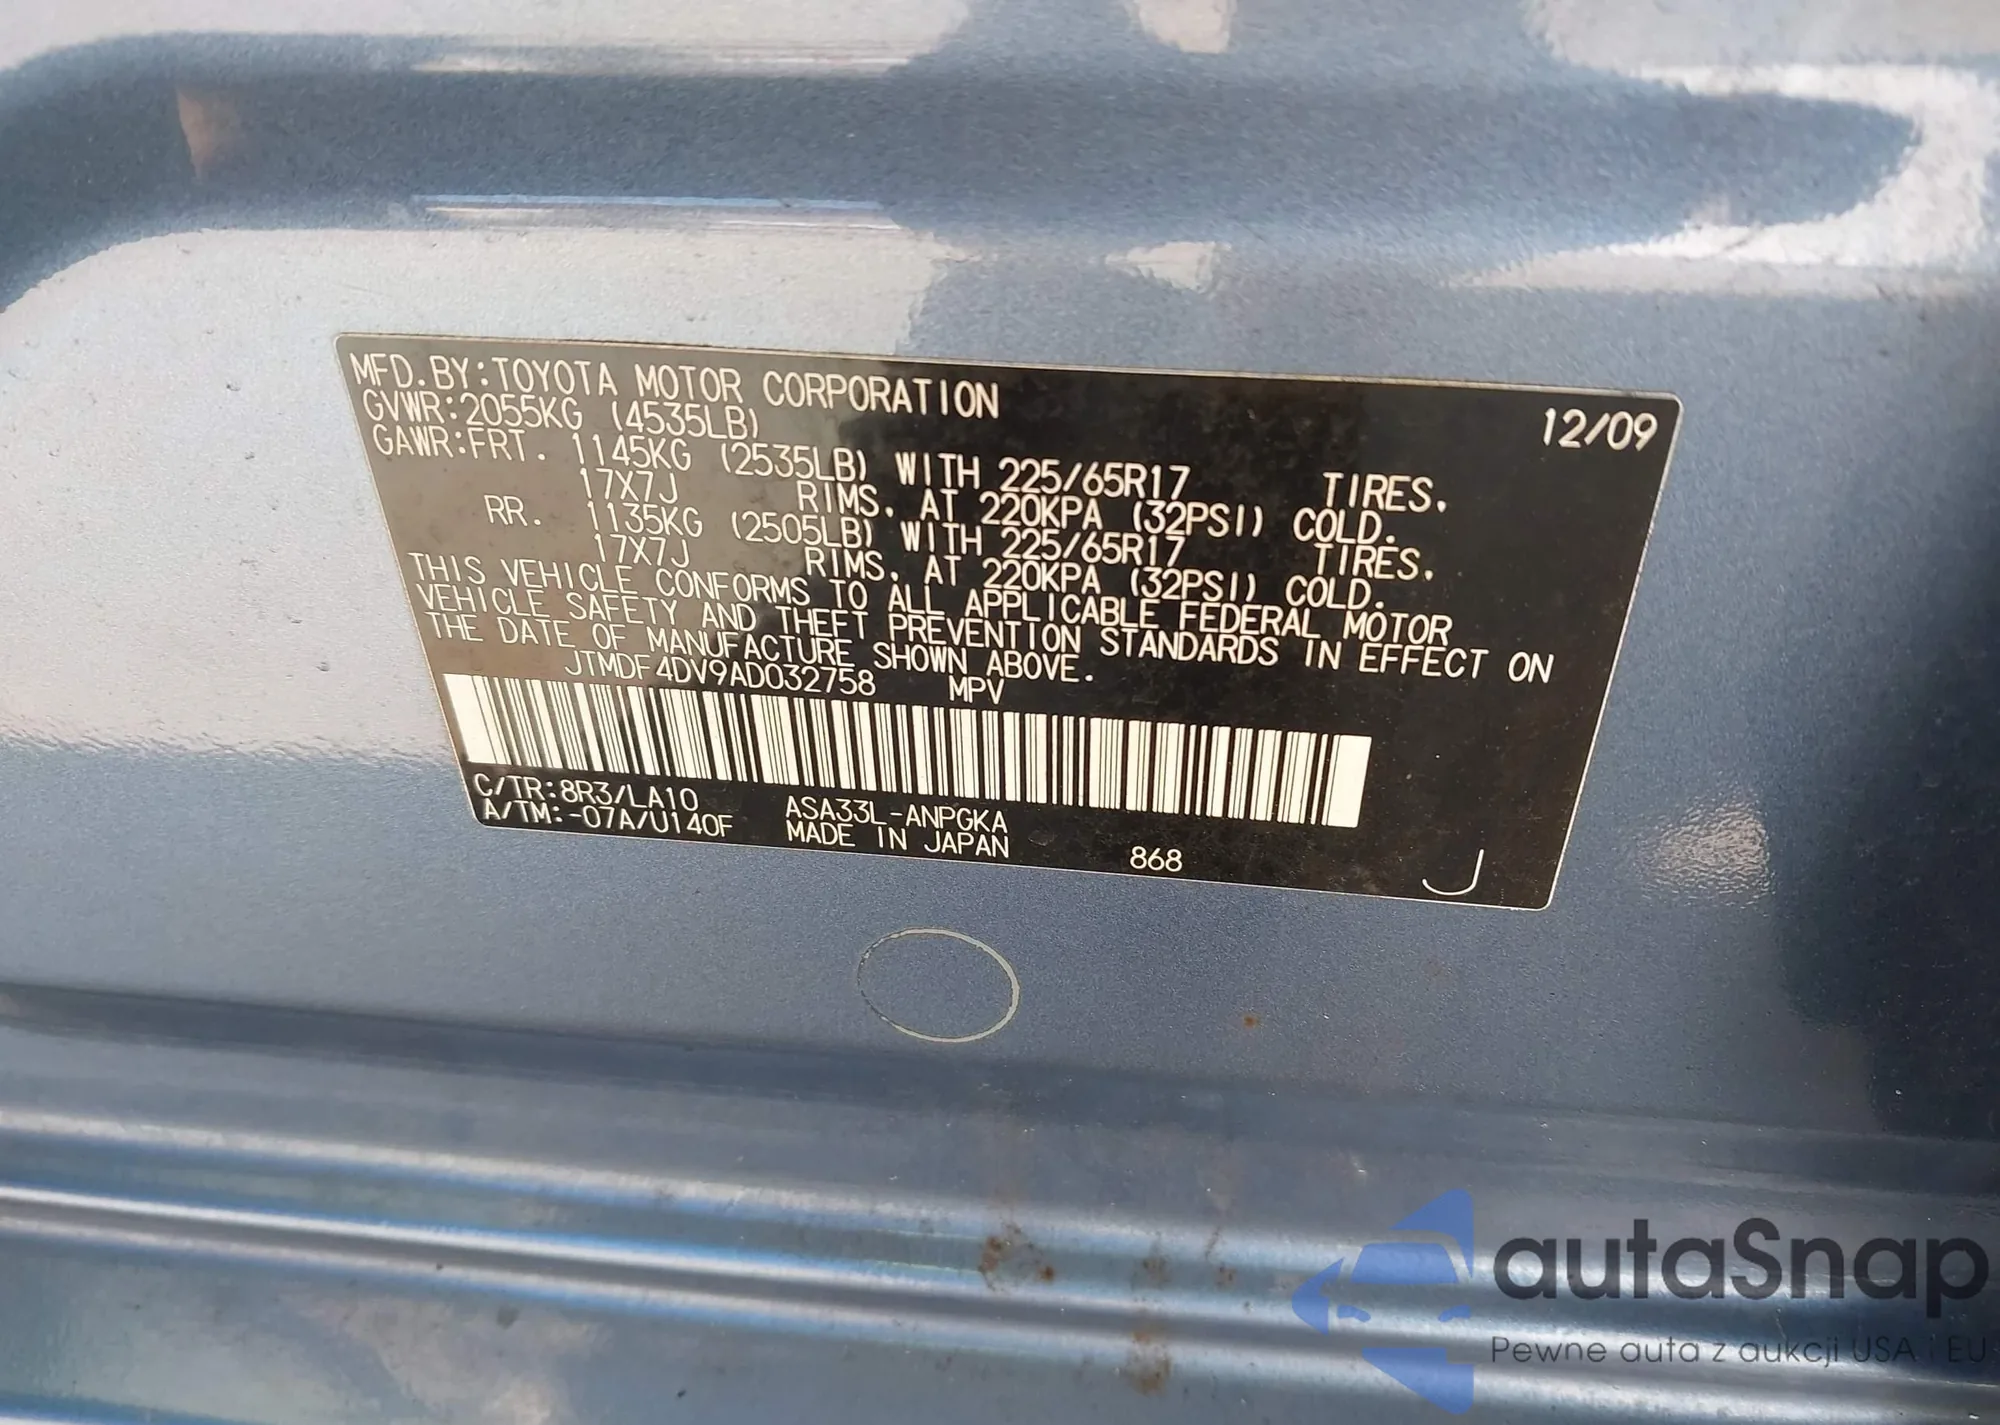 MFD.BY:TOYOTA MOTOR CORPORATION 12/09
GVWR:2055KG (4535LB)
GAWR:FRT. 1145KG (2535LB) WITH 225/65R17 TIRES,
17X7J RIMS, AT 220KPA (32PSI) COLD.
RR. 1135KG (2505LB) WITH 225/65R17 TIRES,
17X7J RIMS, AT 220KPA (32PSI) COLD.
THIS VEHICLE CONFORMS TO ALL APPLICABLE FEDERAL MOTOR
VEHICLE SAFETY AND THEFT PREVENTION STANDARDS IN EFFECT ON
THE DATE OF MANUFACTURE SHOWN ABOVE.
JTMDF4DV9AD032758 MPV
C/TR:8R3/LA10 ASA33L-ANPGKA
A/TM:-07A/U140F MADE IN JAPAN 868 J
autaSnap
Pewne auta z aukcji USA i EU